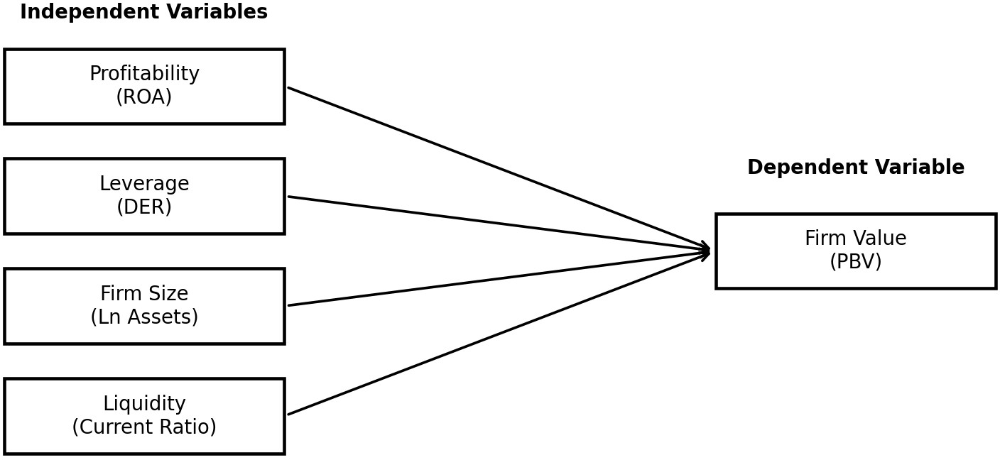 Independent Variables
Profitability
(ROA)
Leverage
(DER)
Firm Size
(Ln Assets)
Liquidity
(Current Ratio)
Dependent Variable
Firm Value
(PBV)